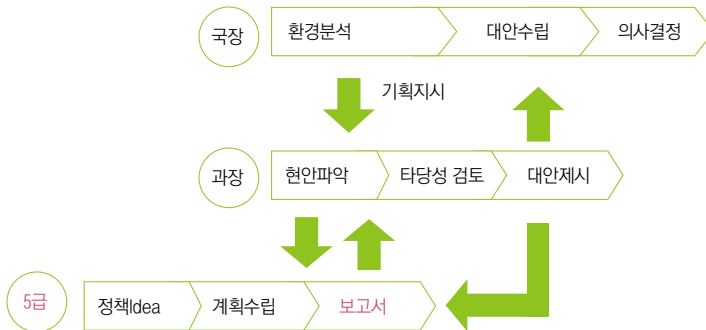 국장
환경분석
대안수립
의사결정
기획지시
과장
현안파악
타당성 검토
대안제시
5급
정책Idea
계획수립
보고서